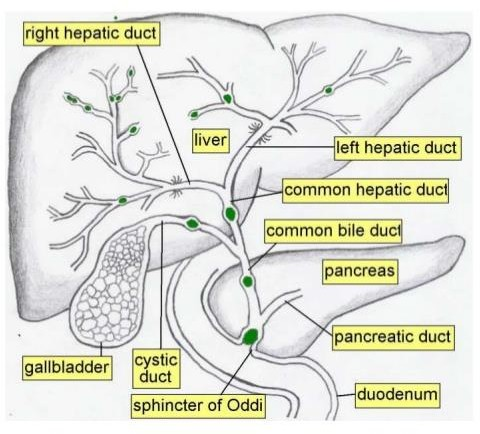 right hepatic duct
liver
left hepatic duct
common hepatic duct
common bile duct
pancreas
pancreatic duct
gallbladder
cystic
duct
sphincter of Oddi
duodenum